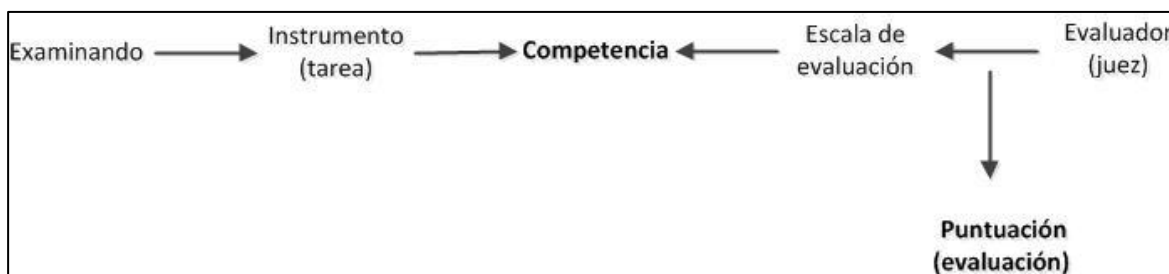 Examinando
Instrumento
(tarea)
Competencia
Escala de
evaluación
Evaluador
(juez)
Puntuación
(evaluación)